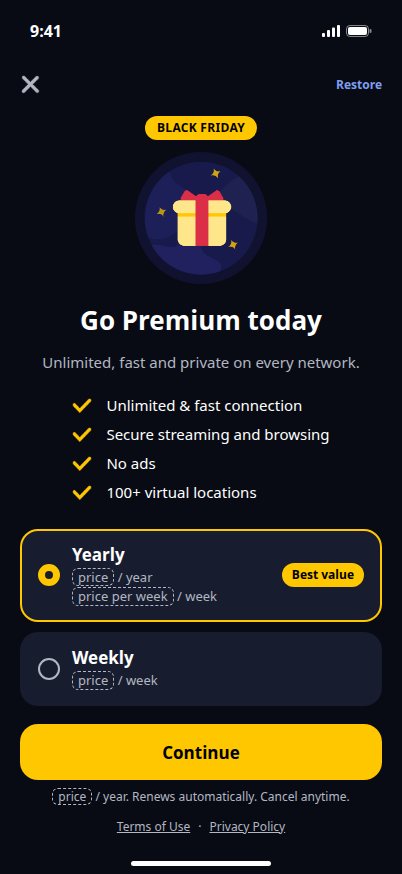 9:41
Restore
BLACK FRIDAY
Go Premium today
Unlimited, fast and private on every network.
Unlimited & fast connection
Secure streaming and browsing
No ads
100+ virtual locations
Yearly
price / year
price per week / week
Best value
Weekly
price / week
Continue
price / year. Renews automatically. Cancel anytime.
Terms of Use · Privacy Policy